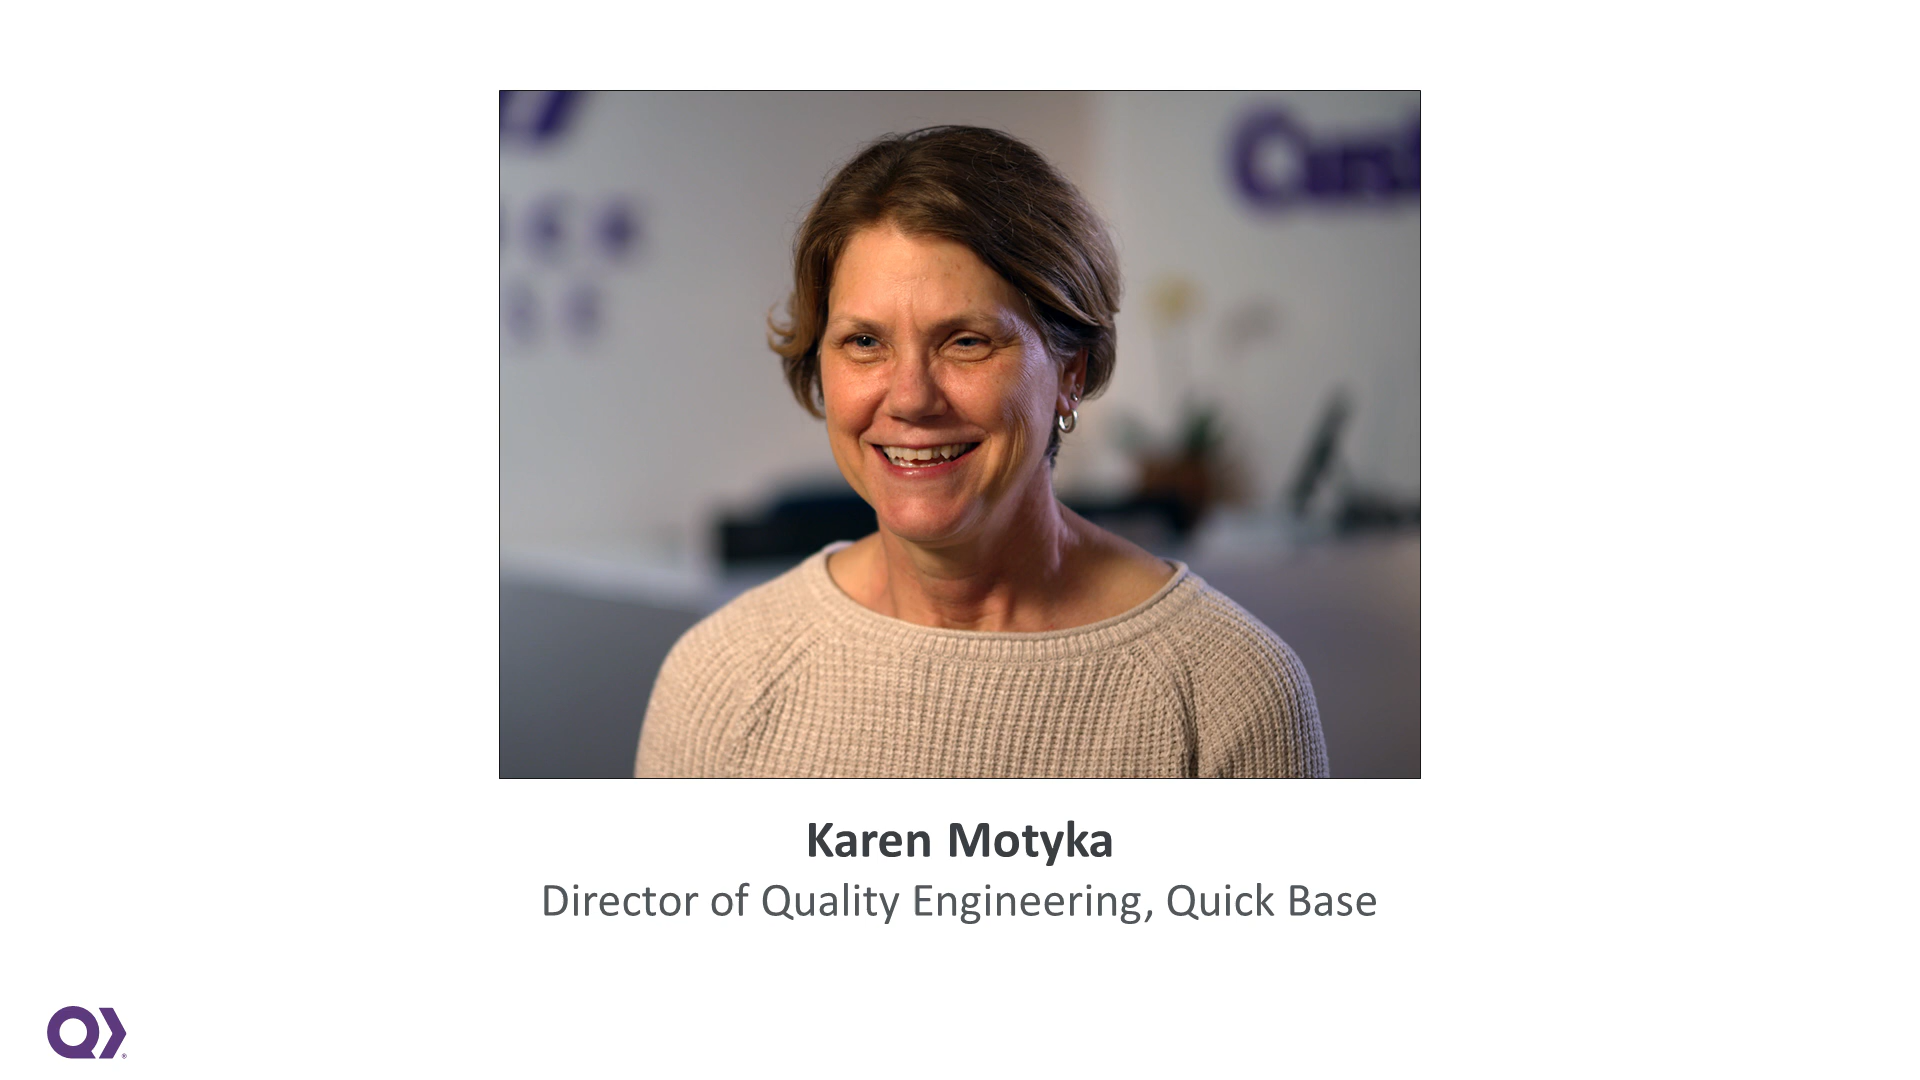 Karen Motyka
Director of Quality Engineering, Quick Base